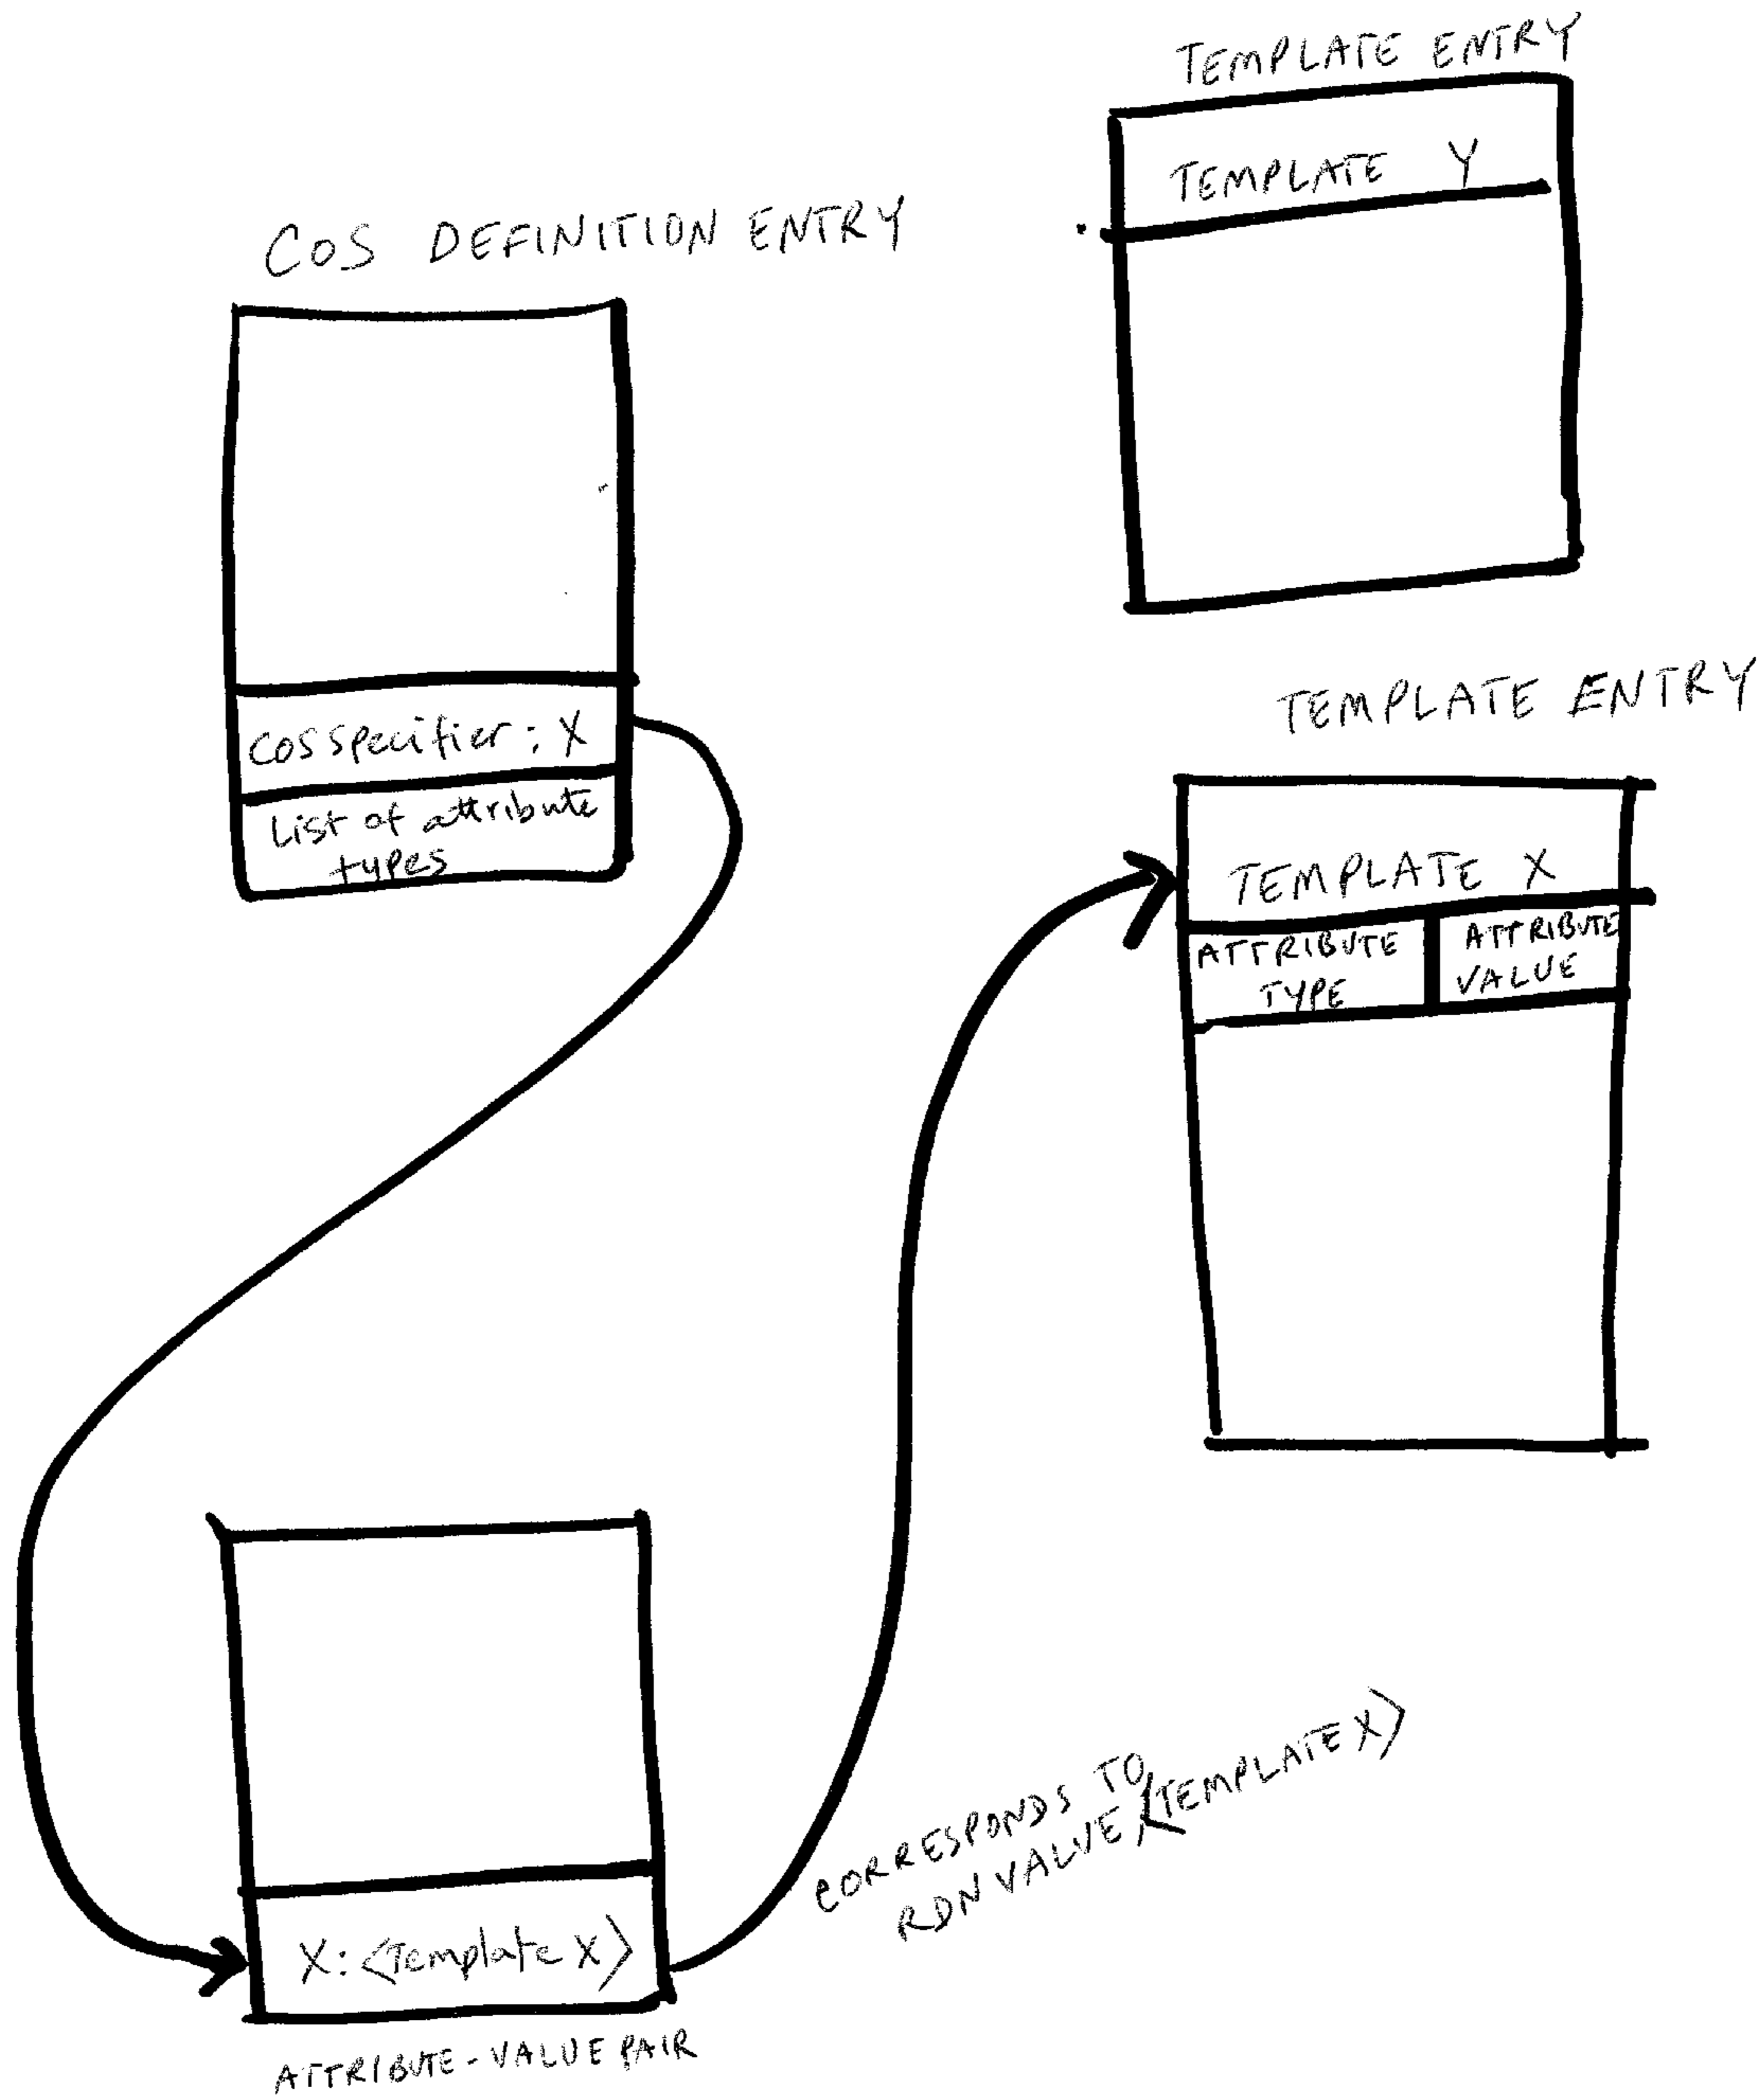 TEMPLATE ENTRY
TEMPLATE Y
COS DEFINITION ENTRY
cosspecifier: X
List of attribute
types
TEMPLATE ENTRY
TEMPLATE X
ATTRIBUTE
TYPE
ATTRIBUTE
VALUE
X: <Template X>
ATTRIBUTE-VALUE PAIR
CORRESPONDS TO
RDN VALUE, <TEMPLATE X>